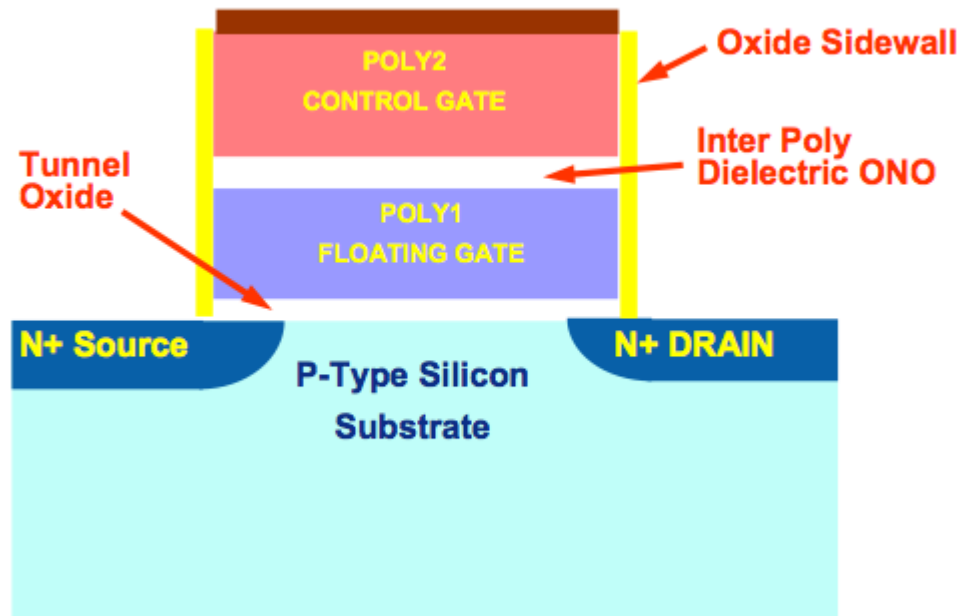 POLY2
CONTROL GATE
Oxide Sidewall
Inter Poly
Dielectric ONO
Tunnel
Oxide
POLY1
FLOATING GATE
N+ Source
N+ DRAIN
P-Type Silicon
Substrate